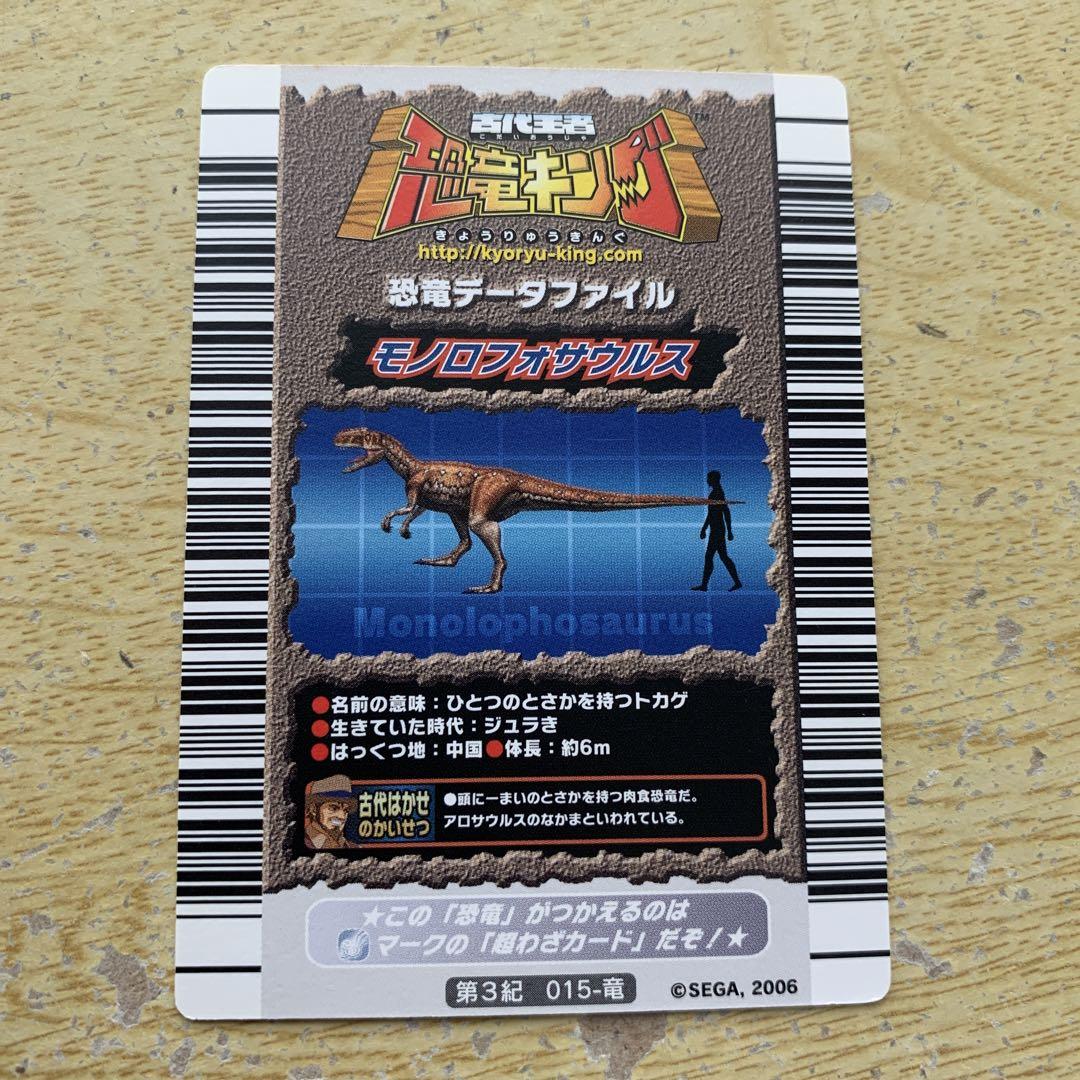 古代王者
こだいおうじゃ
恐竜キング
TM
きょうりゅうきんぐ
http://kyoryu-king.com
恐竜データファイル
モノロフォサウルス
Monolophosaurus
●名前の意味：ひとつのとさかを持つトカゲ
●生きていた時代：ジュラき
●はっくつ地：中国●体長：約6m
古代はかせ
のかいせつ
●頭に一まいのとさかを持つ肉食恐竜だ。
アロサウルスのなかまといわれている。
★この「恐竜」がつかえるのは
マークの「超わざカード」だぞ！★
第3紀 015-竜
©SEGA, 2006